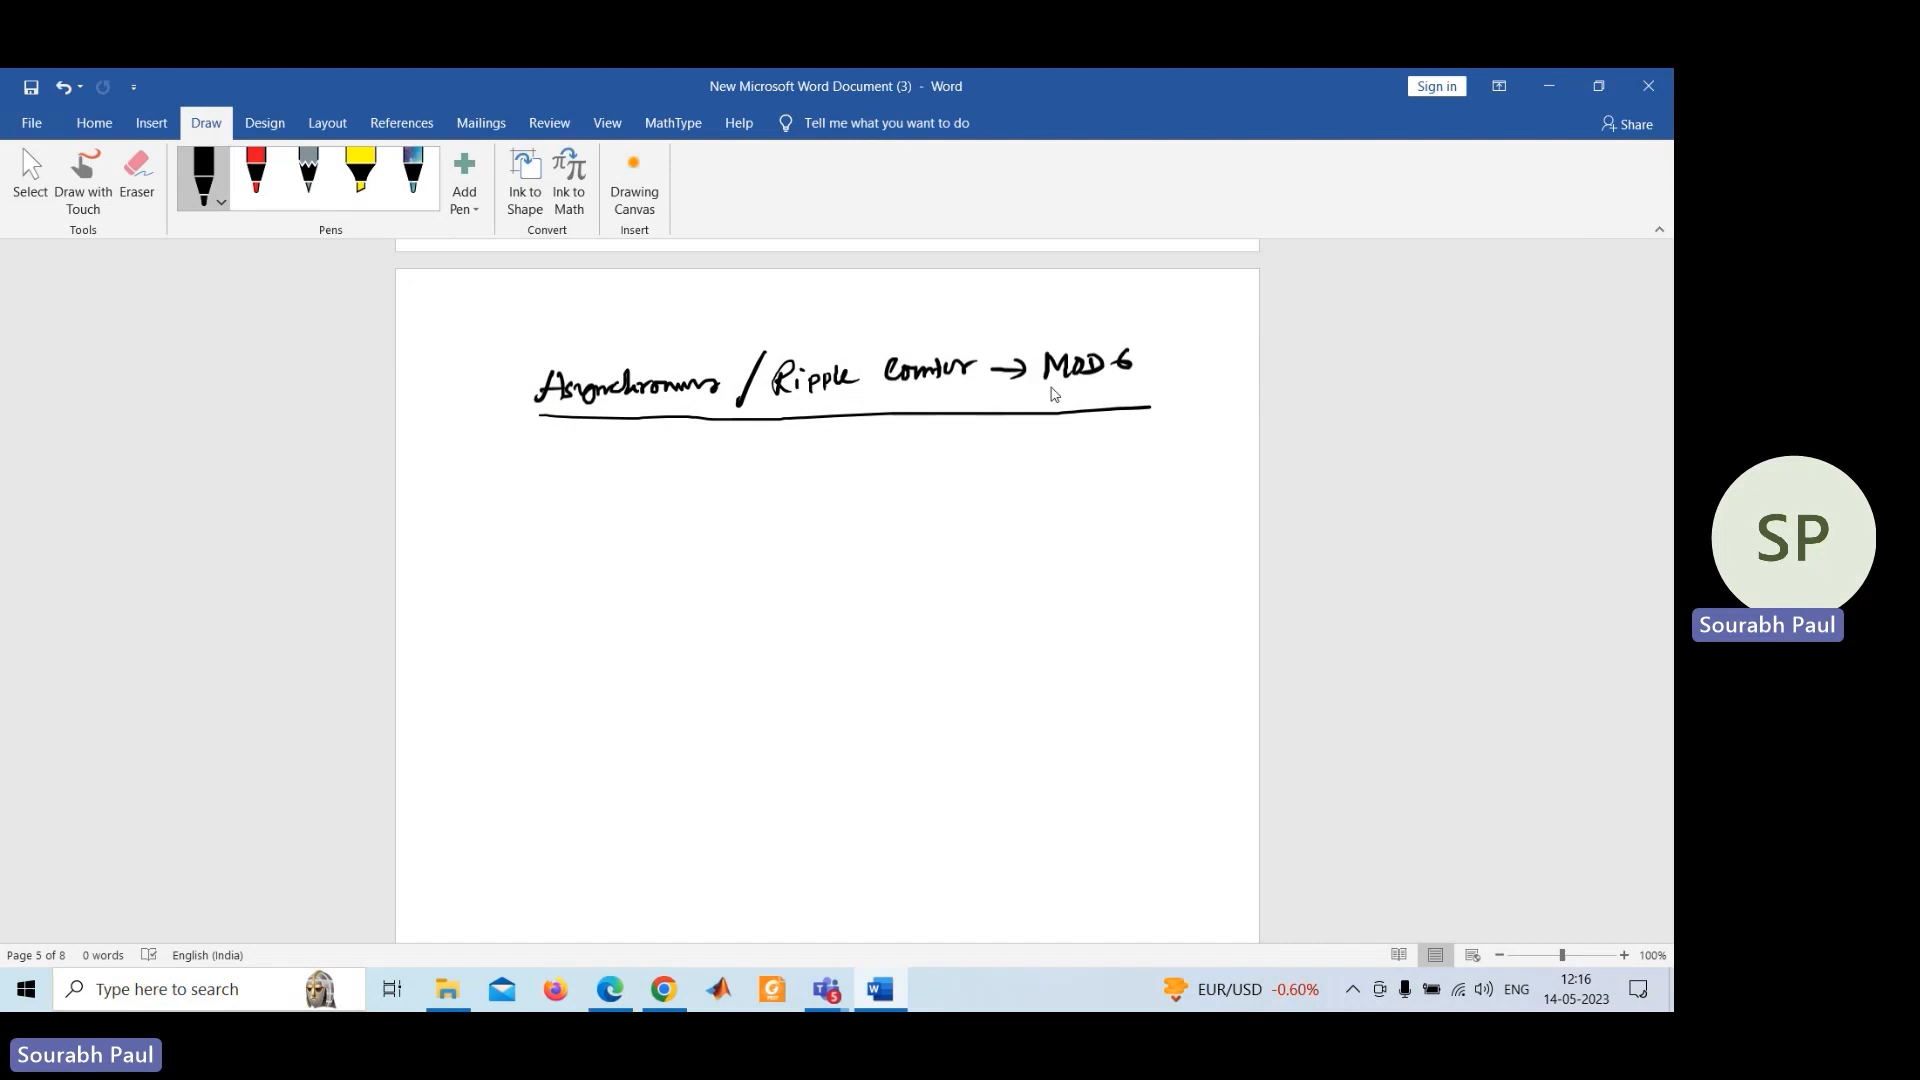 New Microsoft Word Document (3) - Word
Sign in
File Home Insert Draw Design Layout References Mailings Review View MathType Help Tell me what you want to do
Share
Select Draw with Touch Eraser
Add Pen
Ink to Shape Ink to Math
Drawing Canvas
Tools Pens Convert Insert
Asynchronous / Ripple Counter → MOD 6
SP
Sourabh Paul
Page 5 of 8 0 words English (India)
100%
Type here to search
EUR/USD -0.60%
ENG
12:16
14-05-2023
Sourabh Paul